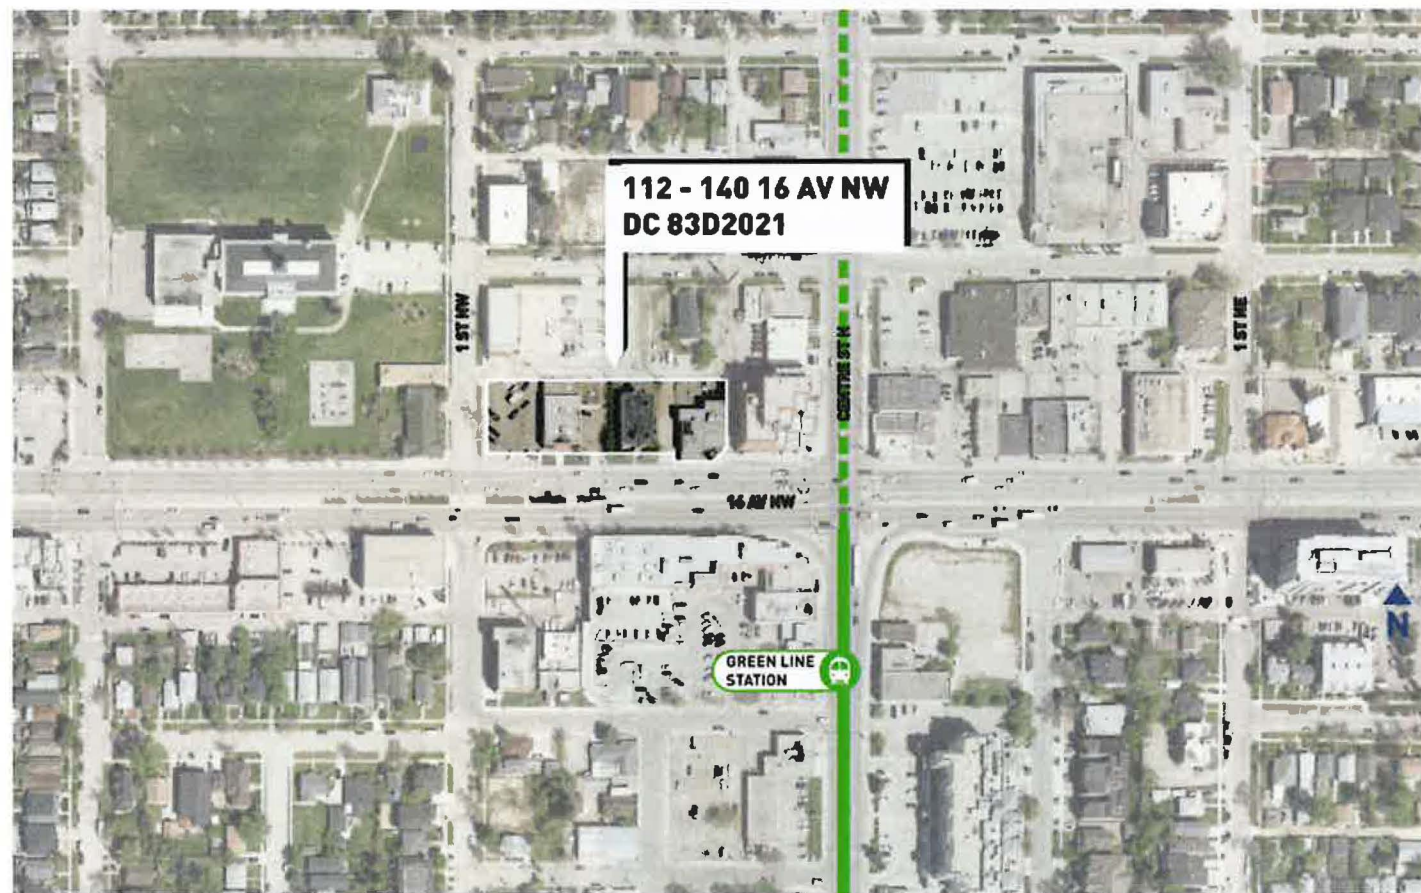 112 - 140 16 AV NW
DC 83D2021
1 ST NW
CENTRE ST N
1 ST NE
16 AV NW
GREEN LINE
STATION
N